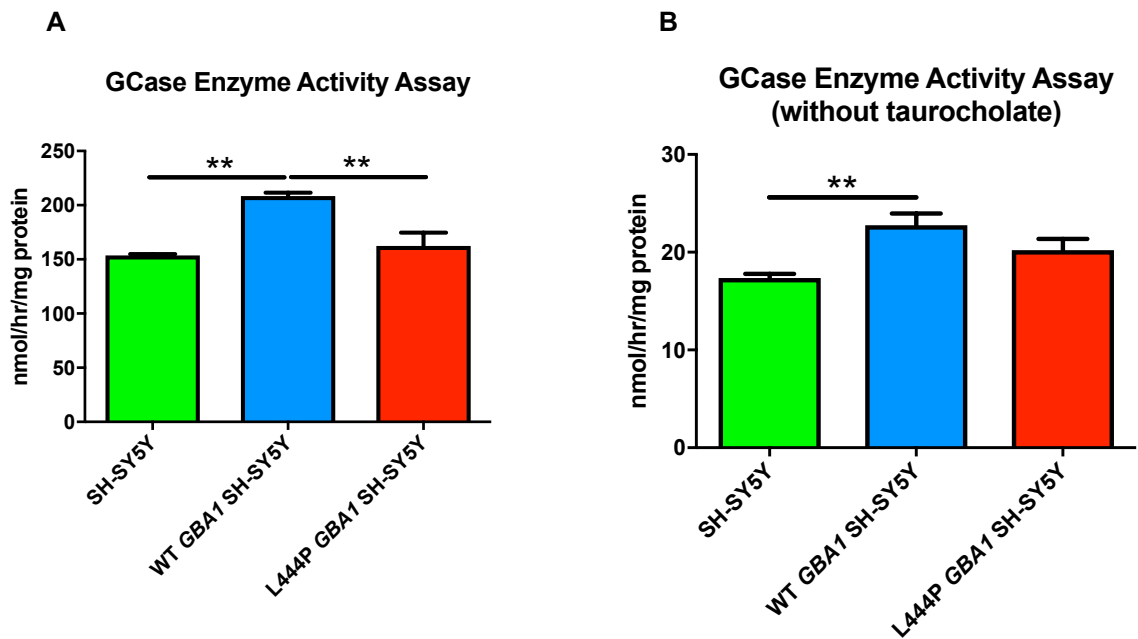 A
GCase Enzyme Activity Assay
nmol/hr/mg protein
250
200
150
100
50
0
**
**
SH-SY5Y
WT GBA1 SH-SY5Y
L444P GBA1 SH-SY5Y
B
GCase Enzyme Activity Assay
(without taurocholate)
nmol/hr/mg protein
30
20
10
0
**
SH-SY5Y
WT GBA1 SH-SY5Y
L444P GBA1 SH-SY5Y